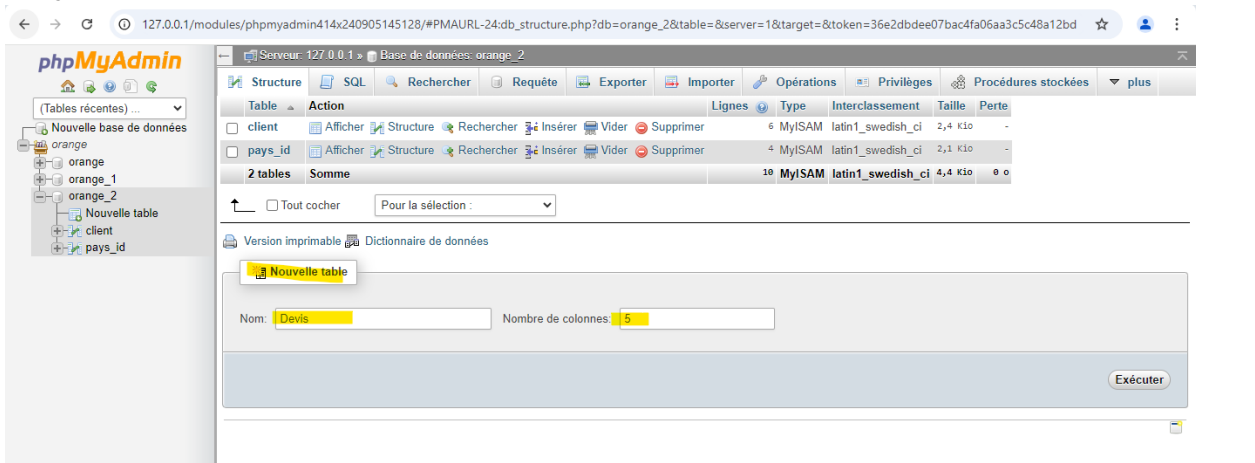 127.0.0.1/modules/phpmyadmin414x240905145128/#PMAURL-24:db_structure.php?db=orange_2&table=&server=1&target=&token=36e2dbdee07bac4fa06aa3c5c48a12bd
phpMyAdmin
(Tables récentes) ...
Nouvelle base de données
orange
orange
orange_1
orange_2
Nouvelle table
client
pays_id
Serveur: 127.0.0.1 » Base de données: orange_2
Structure SQL Rechercher Requête Exporter Importer Opérations Privilèges Procédures stockées plus
Table Action Lignes Type Interclassement Taille Perte
client Afficher Structure Rechercher Insérer Vider Supprimer 6 MyISAM latin1_swedish_ci 2,4 Kio -
pays_id Afficher Structure Rechercher Insérer Vider Supprimer 4 MyISAM latin1_swedish_ci 2,1 Kio -
2 tables Somme 10 MyISAM latin1_swedish_ci 4,4 Kio 0 o
Tout cocher Pour la sélection :
Version imprimable Dictionnaire de données
Nouvelle table
Nom: Devis Nombre de colonnes: 5
Exécuter